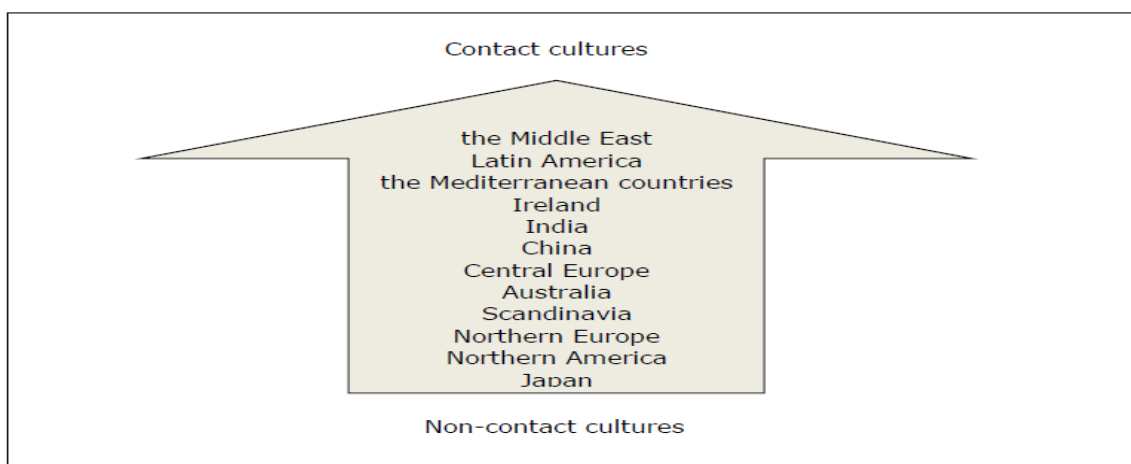 Contact cultures
the Middle East
Latin America
the Mediterranean countries
Ireland
India
China
Central Europe
Australia
Scandinavia
Northern Europe
Northern America
Japan
Non-contact cultures